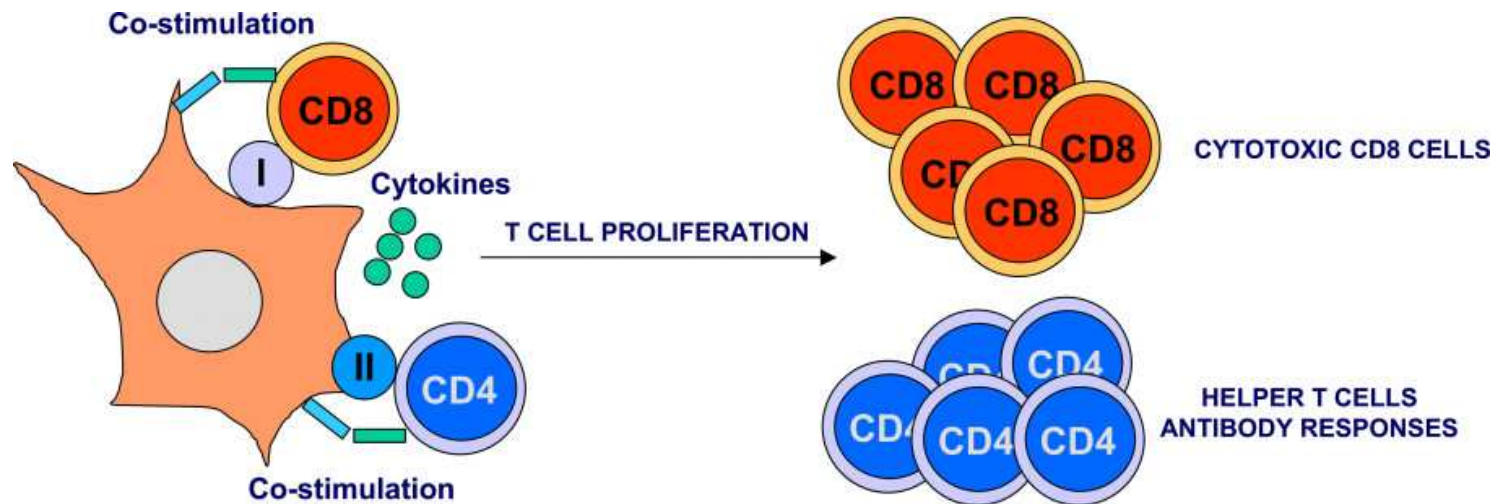 Co-stimulation
CD8
I
Cytokines
II
CD4
Co-stimulation
T CELL PROLIFERATION
CD8
CD8
CD8
CD8
CYTOTOXIC CD8 CELLS
CD4
CD4
CD4
HELPER T CELLS
ANTIBODY RESPONSES